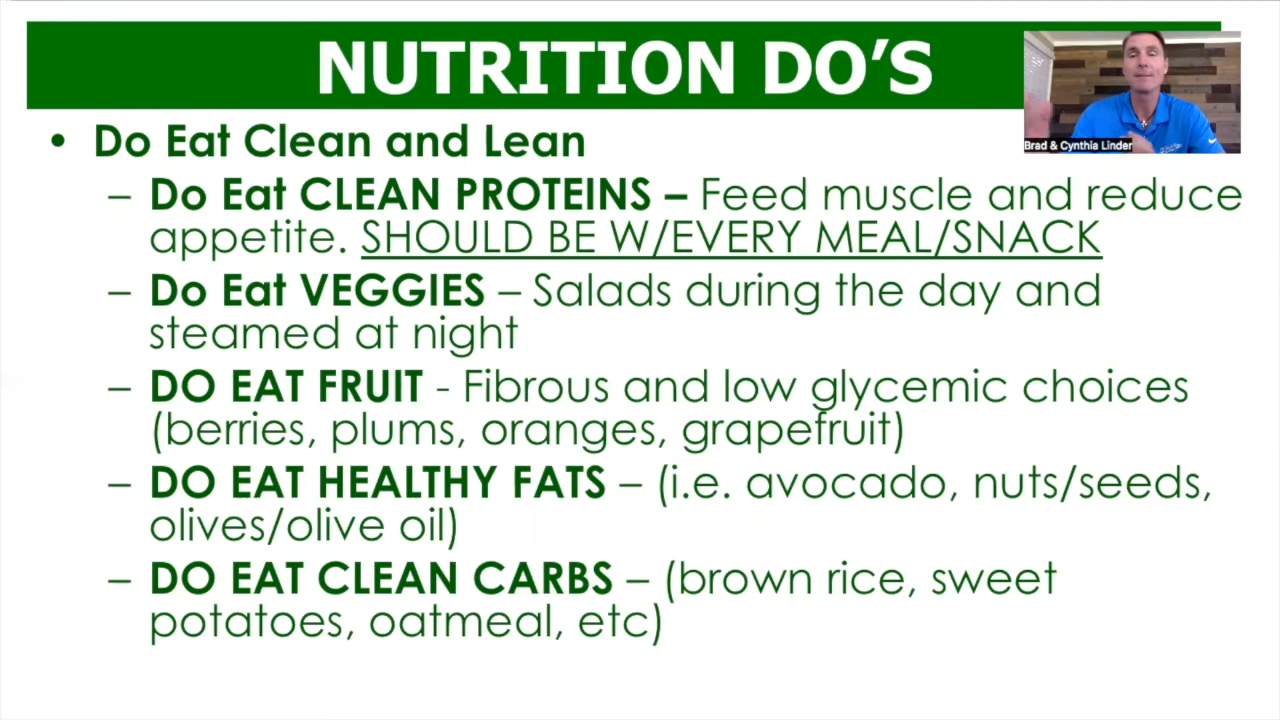 NUTRITION DO'S
Brad & Cynthia Linder
• Do Eat Clean and Lean
– Do Eat CLEAN PROTEINS – Feed muscle and reduce
appetite. SHOULD BE W/EVERY MEAL/SNACK
– Do Eat VEGGIES – Salads during the day and
steamed at night
– DO EAT FRUIT - Fibrous and low glycemic choices
(berries, plums, oranges, grapefruit)
– DO EAT HEALTHY FATS – (i.e. avocado, nuts/seeds,
olives/olive oil)
– DO EAT CLEAN CARBS – (brown rice, sweet
potatoes, oatmeal, etc)